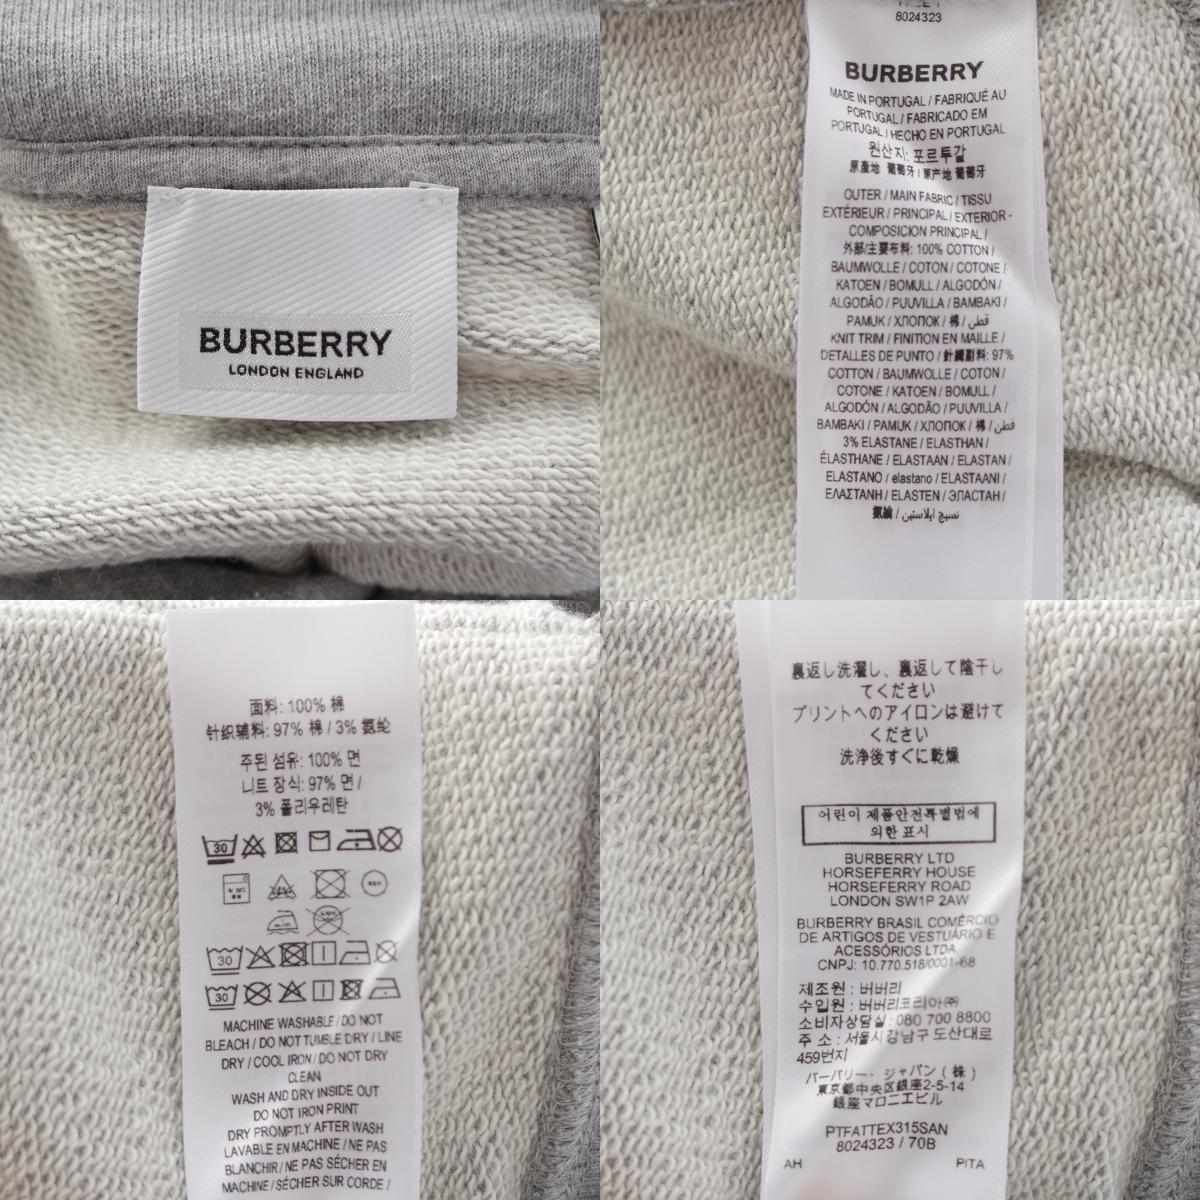 BURBERRY
LONDON ENGLAND
8024323
BURBERRY
MADE IN PORTUGAL / FABRIQUÉ AU
PORTUGAL / FABRICADO EM
PORTUGAL / HECHO EN PORTUGAL
원산지: 포르투갈
原產地 葡萄牙 / 原产地 葡萄牙
OUTER / MAIN FABRIC / TISSU
EXTÉRIEUR / PRINCIPAL / EXTERIOR -
COMPOSICION PRINCIPAL /
外部/主要布料: 100% COTTON /
BAUMWOLLE / COTON / COTONE /
KATOEN / BOMULL / ALGODÓN /
ALGODÃO / PUUVILLA / BAMBAKI /
PAMUK / ХЛОПОК / 棉 / قطن /
KNIT TRIM / FINITION EN MAILLE /
DETALLES DE PUNTO / 針織副料: 97%
COTTON / BAUMWOLLE / COTON /
COTONE / KATOEN / BOMULL /
ALGODÓN / ALGODÃO / PUUVILLA /
BAMBAKI / PAMUK / ХЛОПОК / 棉 / قطن /
3% ELASTANE / ELASTHAN /
ÉLASTHANE / ELASTAAN / ELASTAN /
ELASTANO / elastano / ELASTAANI /
ΕΛΑΣΤΑΝΗ / ELASTEN / ЭЛАСТАН /
氨綸 / نسيج ايلاستين
面料: 100% 棉
针织辅料: 97% 棉 / 3% 氨纶
주된 섬유: 100% 면
니트 장식: 97% 면 /
3% 폴리우레탄
30
30
30
MACHINE WASHABLE / DO NOT
BLEACH / DO NOT TUMBLE DRY / LINE
DRY / COOL IRON / DO NOT DRY
CLEAN
WASH AND DRY INSIDE OUT
DO NOT IRON PRINT
DRY PROMPTLY AFTER WASH
LAVABLE EN MACHINE / NE PAS
BLANCHIR / NE PAS SÉCHER EN
MACHINE / SÉCHER SUR CORDE /
裏返し洗濯し、裏返して陰干し
てください
プリントへのアイロンは避けて
ください
洗浄後すぐに乾燥
어린이 제품안전특별법에
의한 표시
BURBERRY LTD
HORSEFERRY HOUSE
HORSEFERRY ROAD
LONDON SW1P 2AW
BURBERRY BRASIL COMÉRCIO
DE ARTIGOS DE VESTUÁRIO E
ACESSÓRIOS LTDA.
CNPJ: 10.770.518/0001-68
제조원 : 버버리
수입원 : 버버리코리아㈜
소비자상담실 : 080 700 8800
주 소 : 서울시 강남구 도산대로
459번지
バーバリー・ジャパン ( 株 )
東京都中央区銀座2-5-14
銀座マロニエビル
PTFATTEX315SAN
8024323 / 70B
AH PITA